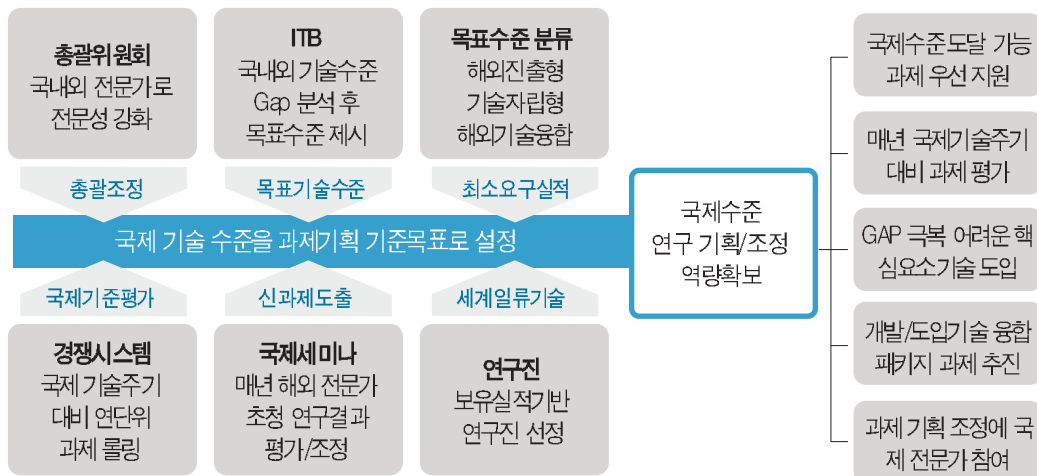 총괄위원회
국내외 전문가로
전문성 강화
ITB
국내외 기술수준
Gap 분석 후
목표수준 제시
목표수준 분류
해외진출형
기술자립형
해외기술융합
총괄조정
목표기술수준
최소요구실적
국제 기술 수준을 과제기획 기준목표로 설정
국제기준평가
신과제도출
세계일류기술
경쟁시스템
국제 기술주기
대비 연단위
과제 롤링
국제세미나
매년 해외 전문가
초청 연구결과
평가/조정
연구진
보유실적기반
연구진 선정
국제수준
연구 기획/조정
역량확보
국제수준도달 가능
과제 우선 지원
매년 국제기술주기
대비 과제 평가
GAP 극복 어려운 핵
심요소기술 도입
개발/도입기술 융합
패키지 과제 추진
과제 기획 조정에 국
제 전문가 참여